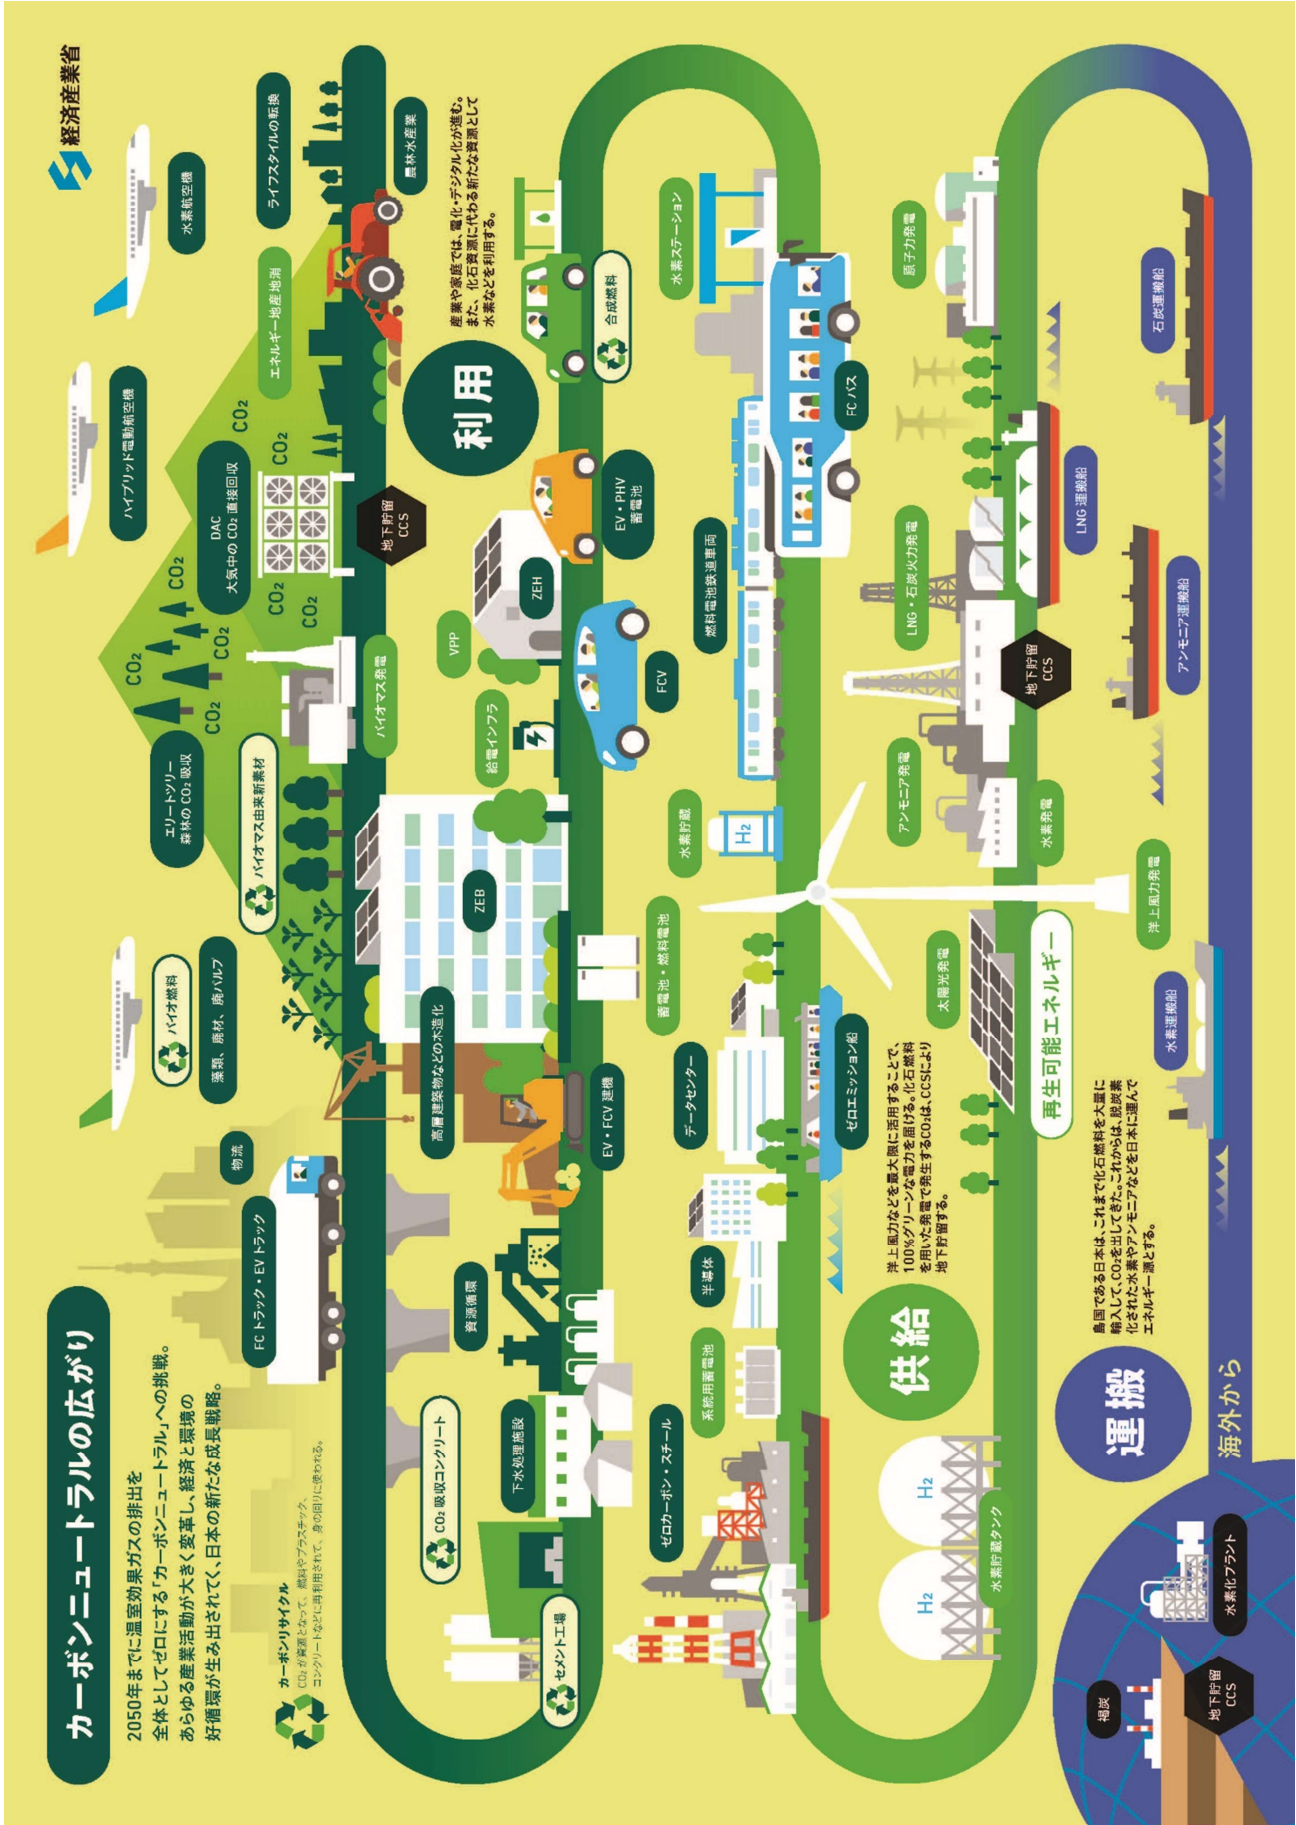 カーボンニュートラルの広がり
経済産業省
2050年までに温室効果ガスの排出を
全体としてゼロにする「カーボンニュートラル」への挑戦。
あらゆる産業活動が大きく変革し、経済と環境の
好循環が生み出されてく、日本の新たな成長戦略。
カーボンリサイクル
CO₂が資源となって、燃料やプラスチック、
コンクリートなどに再利用されて、身の回りに使われる。
物流
FCトラック・EVトラック
バイオ燃料
藻類、廃材、廃パルプ
エリートツリー
森林のCO₂吸収
バイオマス由来新素材
CO₂
CO₂
CO₂
CO₂
バイオマス発電
ハイブリッド電動航空機
DAC
大気中のCO₂直接回収
CO₂
CO₂
CO₂
CO₂
地下貯留
CCS
水素航空機
ライフスタイルの転換
エネルギー地産地消
農林水産業
利用
産業や家庭では、電化・デジタル化が進む。
また、化石資源に代わる新たな資源として
水素などを利用する。
CO₂吸収コンクリート
セメント工場
下水処理施設
資源循環
高層建築物などの木造化
EV・FCV建機
ZEB
給電インフラ
VPP
ZEH
FCV
EV・PHV
蓄電池
合成燃料
ゼロカーボン・スチール
系統用蓄電池
半導体
データセンター
蓄電池・燃料電池
水素貯蔵
H₂
燃料電池鉄道車両
水素ステーション
FCバス
ゼロエミッション船
供給
洋上風力などを最大限に活用することで、
100%グリーンな電力を届ける。化石燃料
を用いた発電で発生するCO₂は、CCSにより
地下貯留する。
H₂
H₂
水素貯蔵タンク
太陽光発電
再生可能エネルギー
洋上風力発電
アンモニア発電
水素発電
LNG・石炭火力発電
地下貯留
CCS
原子力発電
運搬
島国である日本は、これまで化石燃料を大量に
輸入して、CO₂を出してきた。これからは、脱炭素
化された水素やアンモニアなどを日本に運んで
エネルギー源とする。
海外から
褐炭
地下貯留
CCS
水素化プラント
水素運搬船
アンモニア運搬船
LNG運搬船
石炭運搬船